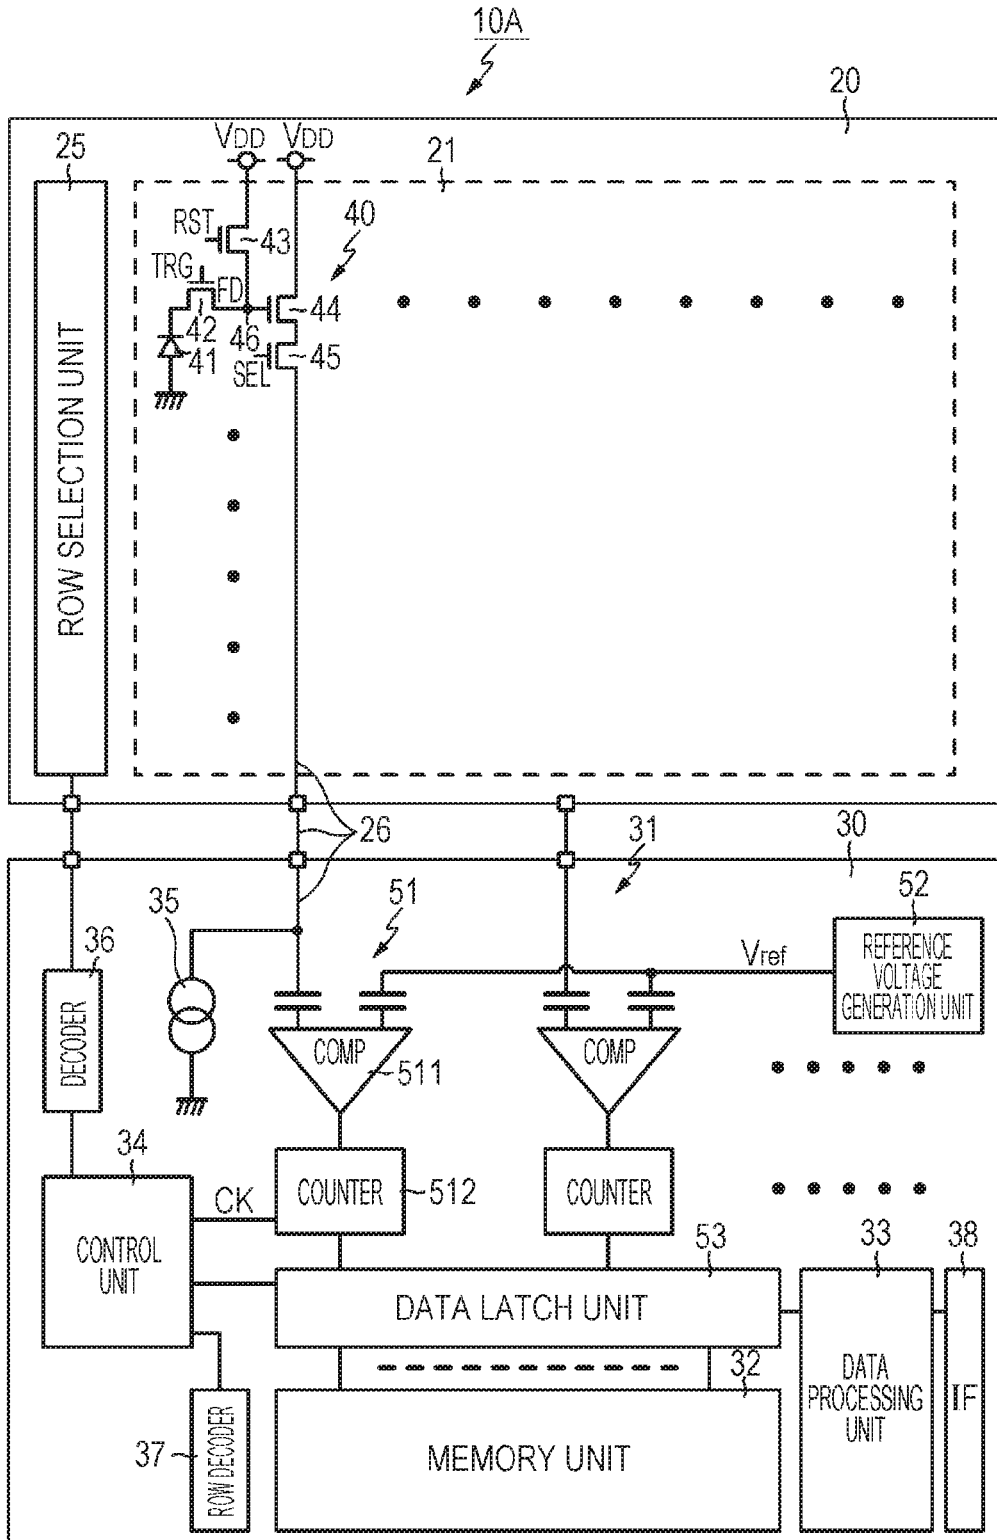 10A
20
VDD VDD
25
21
RST
43
40
TRG
FD
44
42
46
41
SEL
45
ROW SELECTION UNIT
26
31
30
35
51
52
36
Vref
REFERENCE
VOLTAGE
GENERATION UNIT
DECODER
COMP
511
COMP
34
CK
COUNTER
512
COUNTER
CONTROL
UNIT
53
33
38
DATA LATCH UNIT
32
DATA
PROCESSING
UNIT
IF
37
ROW DECODER
MEMORY UNIT